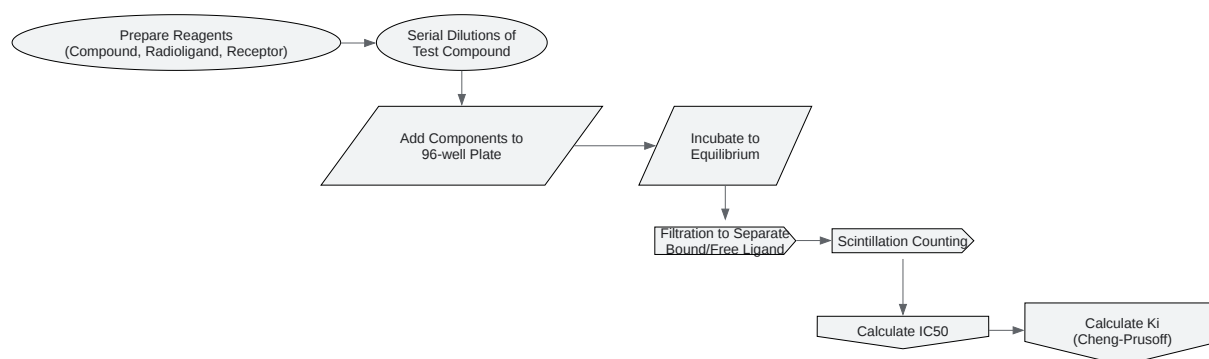 Prepare Reagents
(Compound, Radioligand, Receptor)
Serial Dilutions of
Test Compound
Add Components to
96-well Plate
Incubate to
Equilibrium
Filtration to Separate
Bound/Free Ligand
Scintillation Counting
Calculate IC50
Calculate Ki
(Cheng-Prusoff)